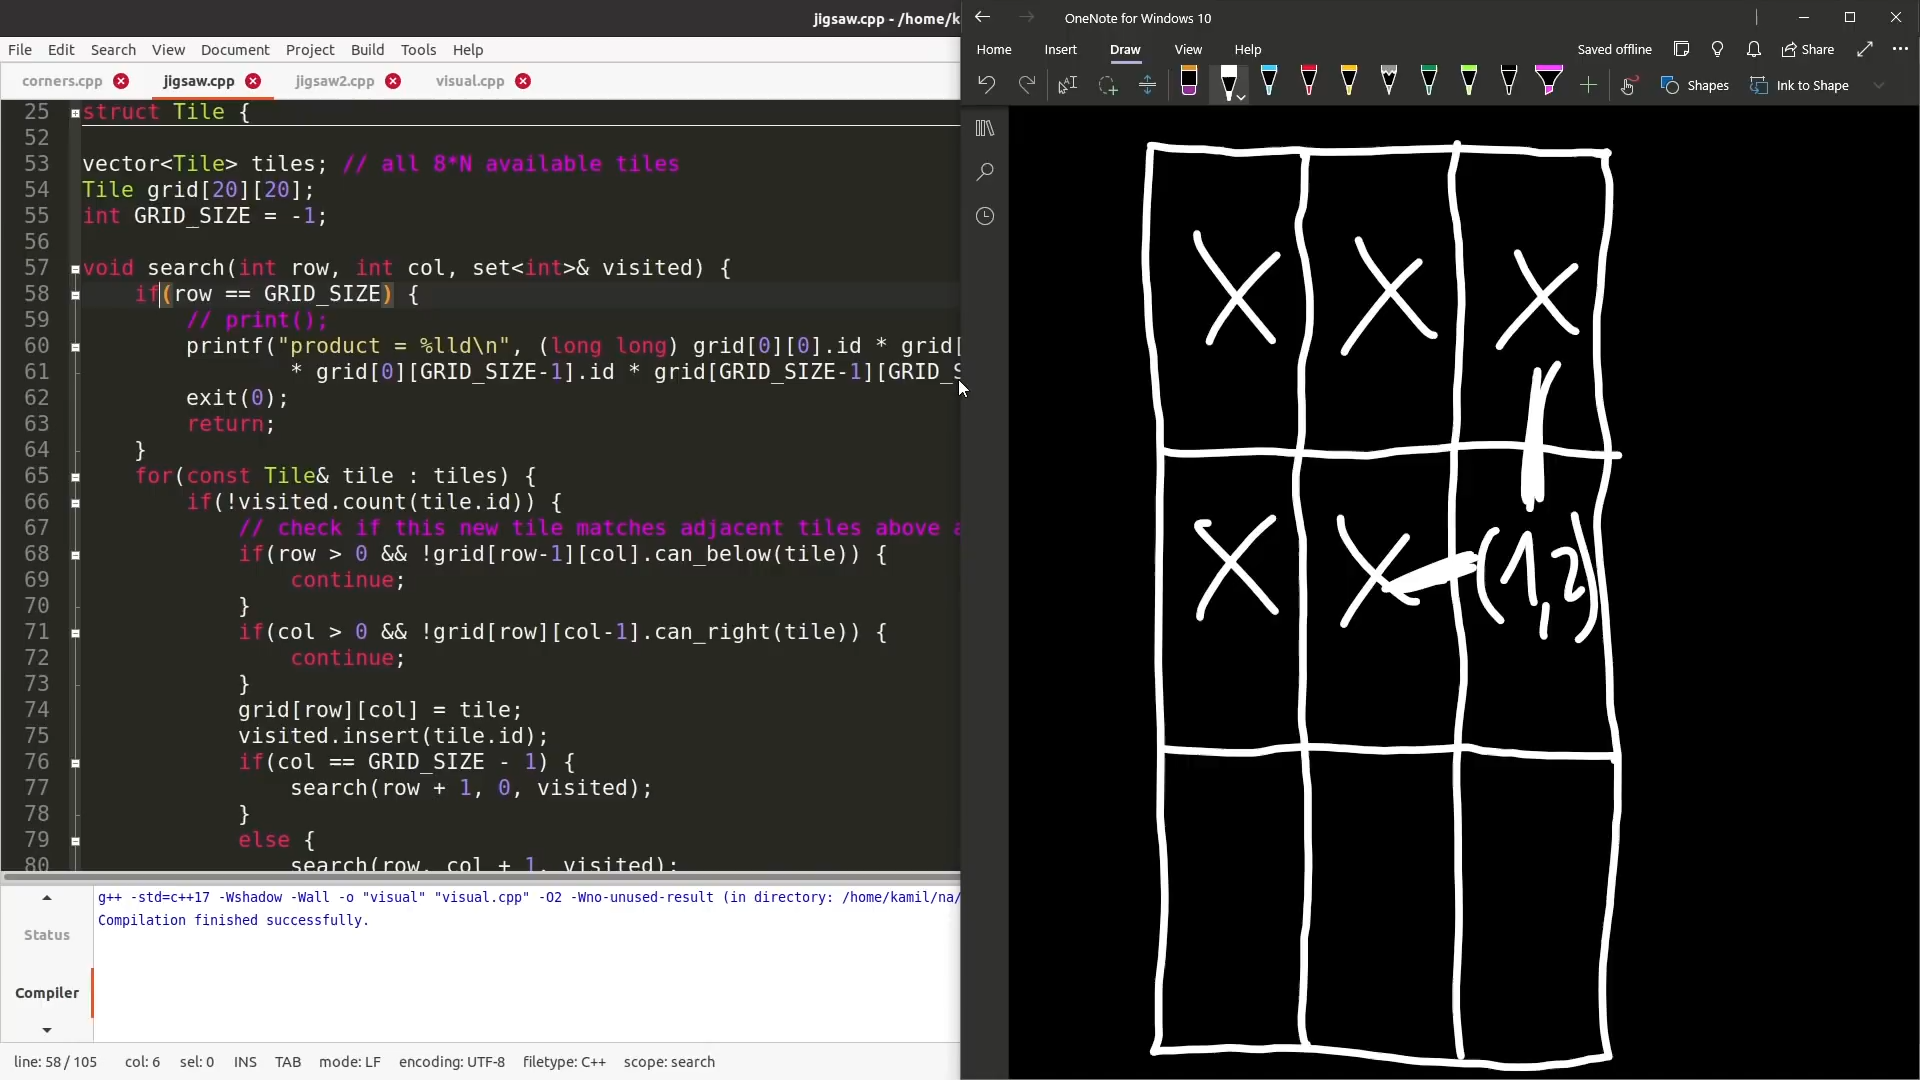 jigsaw.cpp - /home/k
File Edit Search View Document Project Build Tools Help
corners.cpp jigsaw.cpp jigsaw2.cpp visual.cpp
25 struct Tile {
52
53 vector<Tile> tiles; // all 8*N available tiles
54 Tile grid[20][20];
55 int GRID_SIZE = -1;
56
57 void search(int row, int col, set<int>& visited) {
58 if(row == GRID_SIZE) {
59 // print();
60 printf("product = %lld\n", (long long) grid[0][0].id * grid[
61 * grid[0][GRID_SIZE-1].id * grid[GRID_SIZE-1][GRID_S
62 exit(0);
63 return;
64 }
65 for(const Tile& tile : tiles) {
66 if(!visited.count(tile.id)) {
67 // check if this new tile matches adjacent tiles above a
68 if(row > 0 && !grid[row-1][col].can_below(tile)) {
69 continue;
70 }
71 if(col > 0 && !grid[row][col-1].can_right(tile)) {
72 continue;
73 }
74 grid[row][col] = tile;
75 visited.insert(tile.id);
76 if(col == GRID_SIZE - 1) {
77 search(row + 1, 0, visited);
78 }
79 else {
80 search(row, col + 1, visited);
Status
Compiler
g++ -std=c++17 -Wshadow -Wall -o "visual" "visual.cpp" -O2 -Wno-unused-result (in directory: /home/kamil/na/
Compilation finished successfully.
line: 58 / 105 col: 6 sel: 0 INS TAB mode: LF encoding: UTF-8 filetype: C++ scope: search
OneNote for Windows 10
Home Insert Draw View Help Saved offline Share
Shapes Ink to Shape
X X X
X X (1,2)